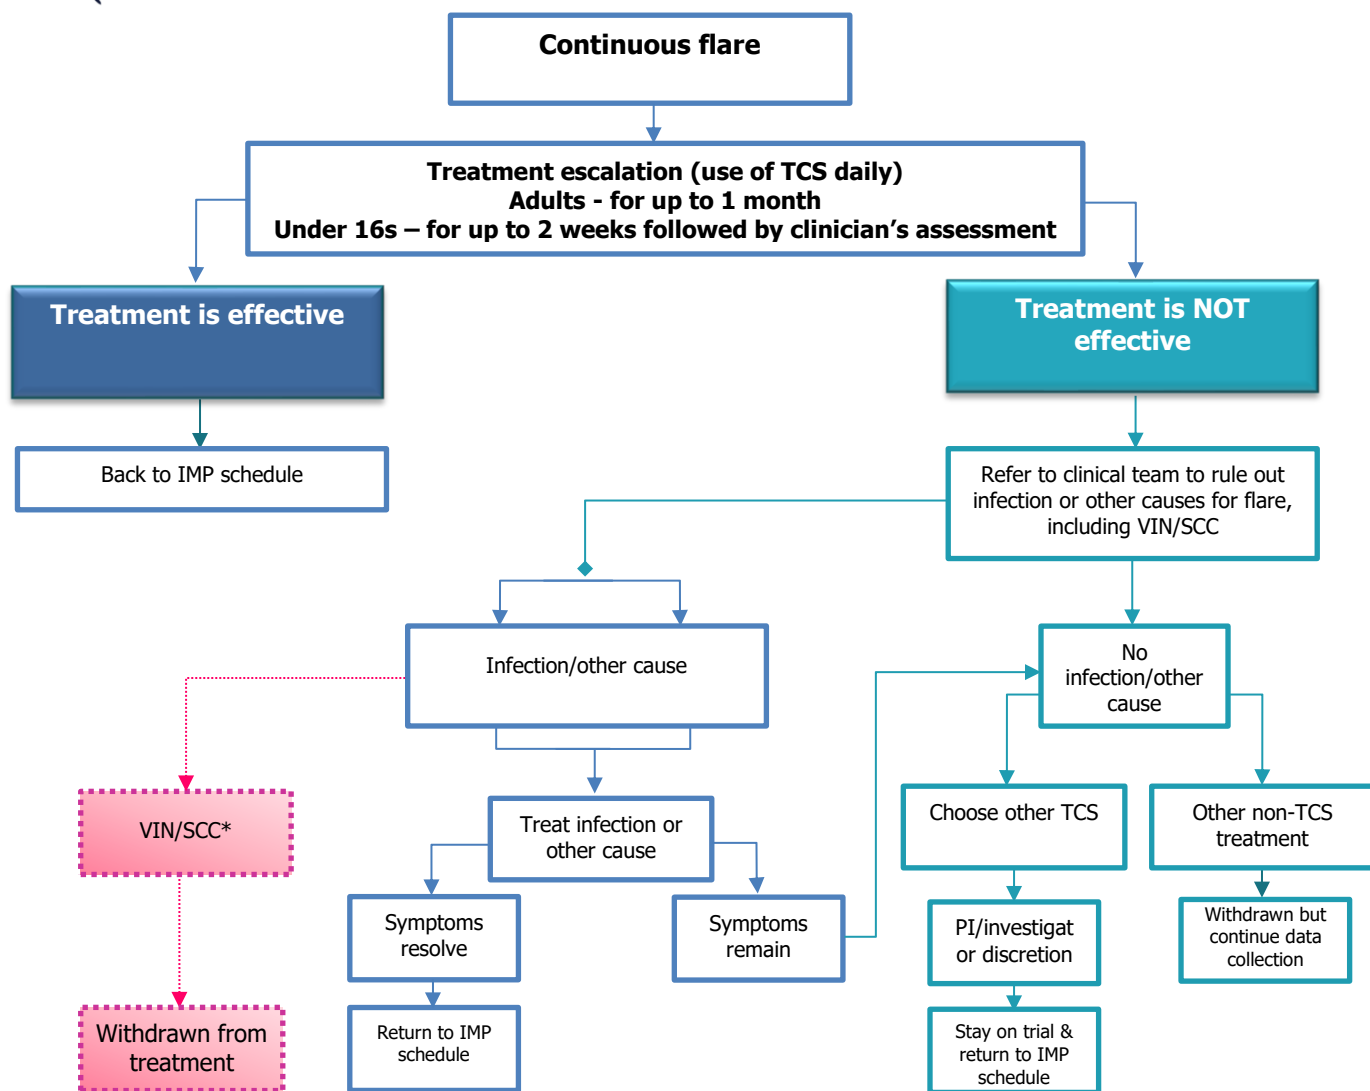 Continuous flare
Treatment escalation (use of TCS daily)
Adults - for up to 1 month
Under 16s – for up to 2 weeks followed by clinician’s assessment
Treatment is effective
Treatment is NOT
effective
Back to IMP schedule
Refer to clinical team to rule out
infection or other causes for flare,
including VIN/SCC
Infection/other cause
No
infection/other
cause
VIN/SCC*
Treat infection or
other cause
Choose other TCS
Other non-TCS
treatment
Symptoms
resolve
Symptoms
remain
PI/investigat
or discretion
Withdrawn but
continue data
collection
Withdrawn from
treatment
Return to IMP
schedule
Stay on trial &
return to IMP
schedule